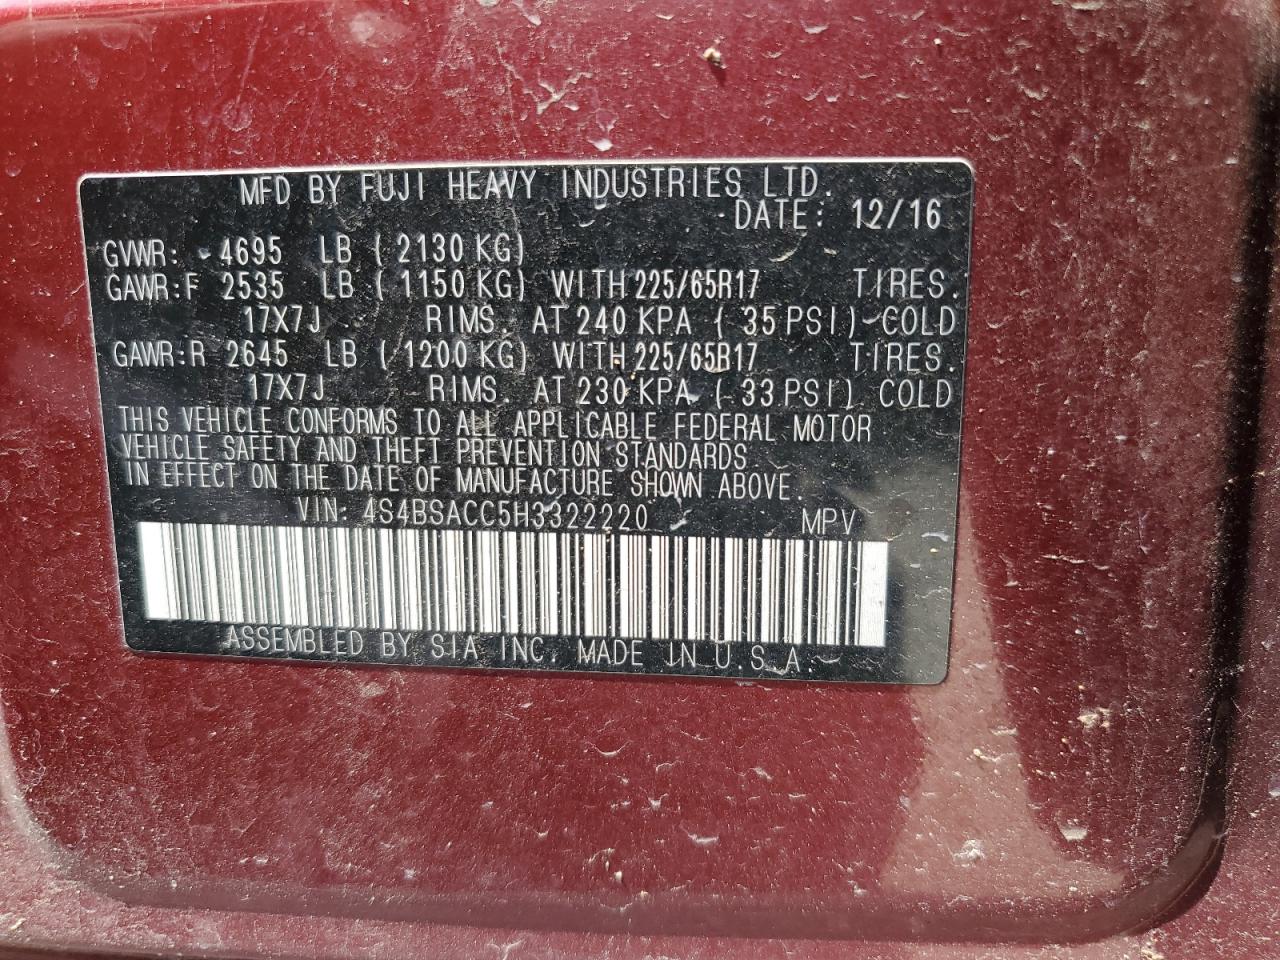 MFD BY FUJI HEAVY INDUSTRIES LTD.
DATE: 12/16
GVWR: 4695 LB ( 2130 KG)
GAWR:F 2535 LB ( 1150 KG) WITH 225/65R17 TIRES.
17X7J RIMS. AT 240 KPA ( 35 PSI) COLD
GAWR:R 2645 LB ( 1200 KG) WITH 225/65R17 TIRES.
17X7J RIMS. AT 230 KPA ( 33 PSI) COLD
THIS VEHICLE CONFORMS TO ALL APPLICABLE FEDERAL MOTOR
VEHICLE SAFETY AND THEFT PREVENTION STANDARDS
IN EFFECT ON THE DATE OF MANUFACTURE SHOWN ABOVE.
VIN: 4S4BSACC5H3322220 MPV
ASSEMBLED BY SIA INC. MADE IN U.S.A.